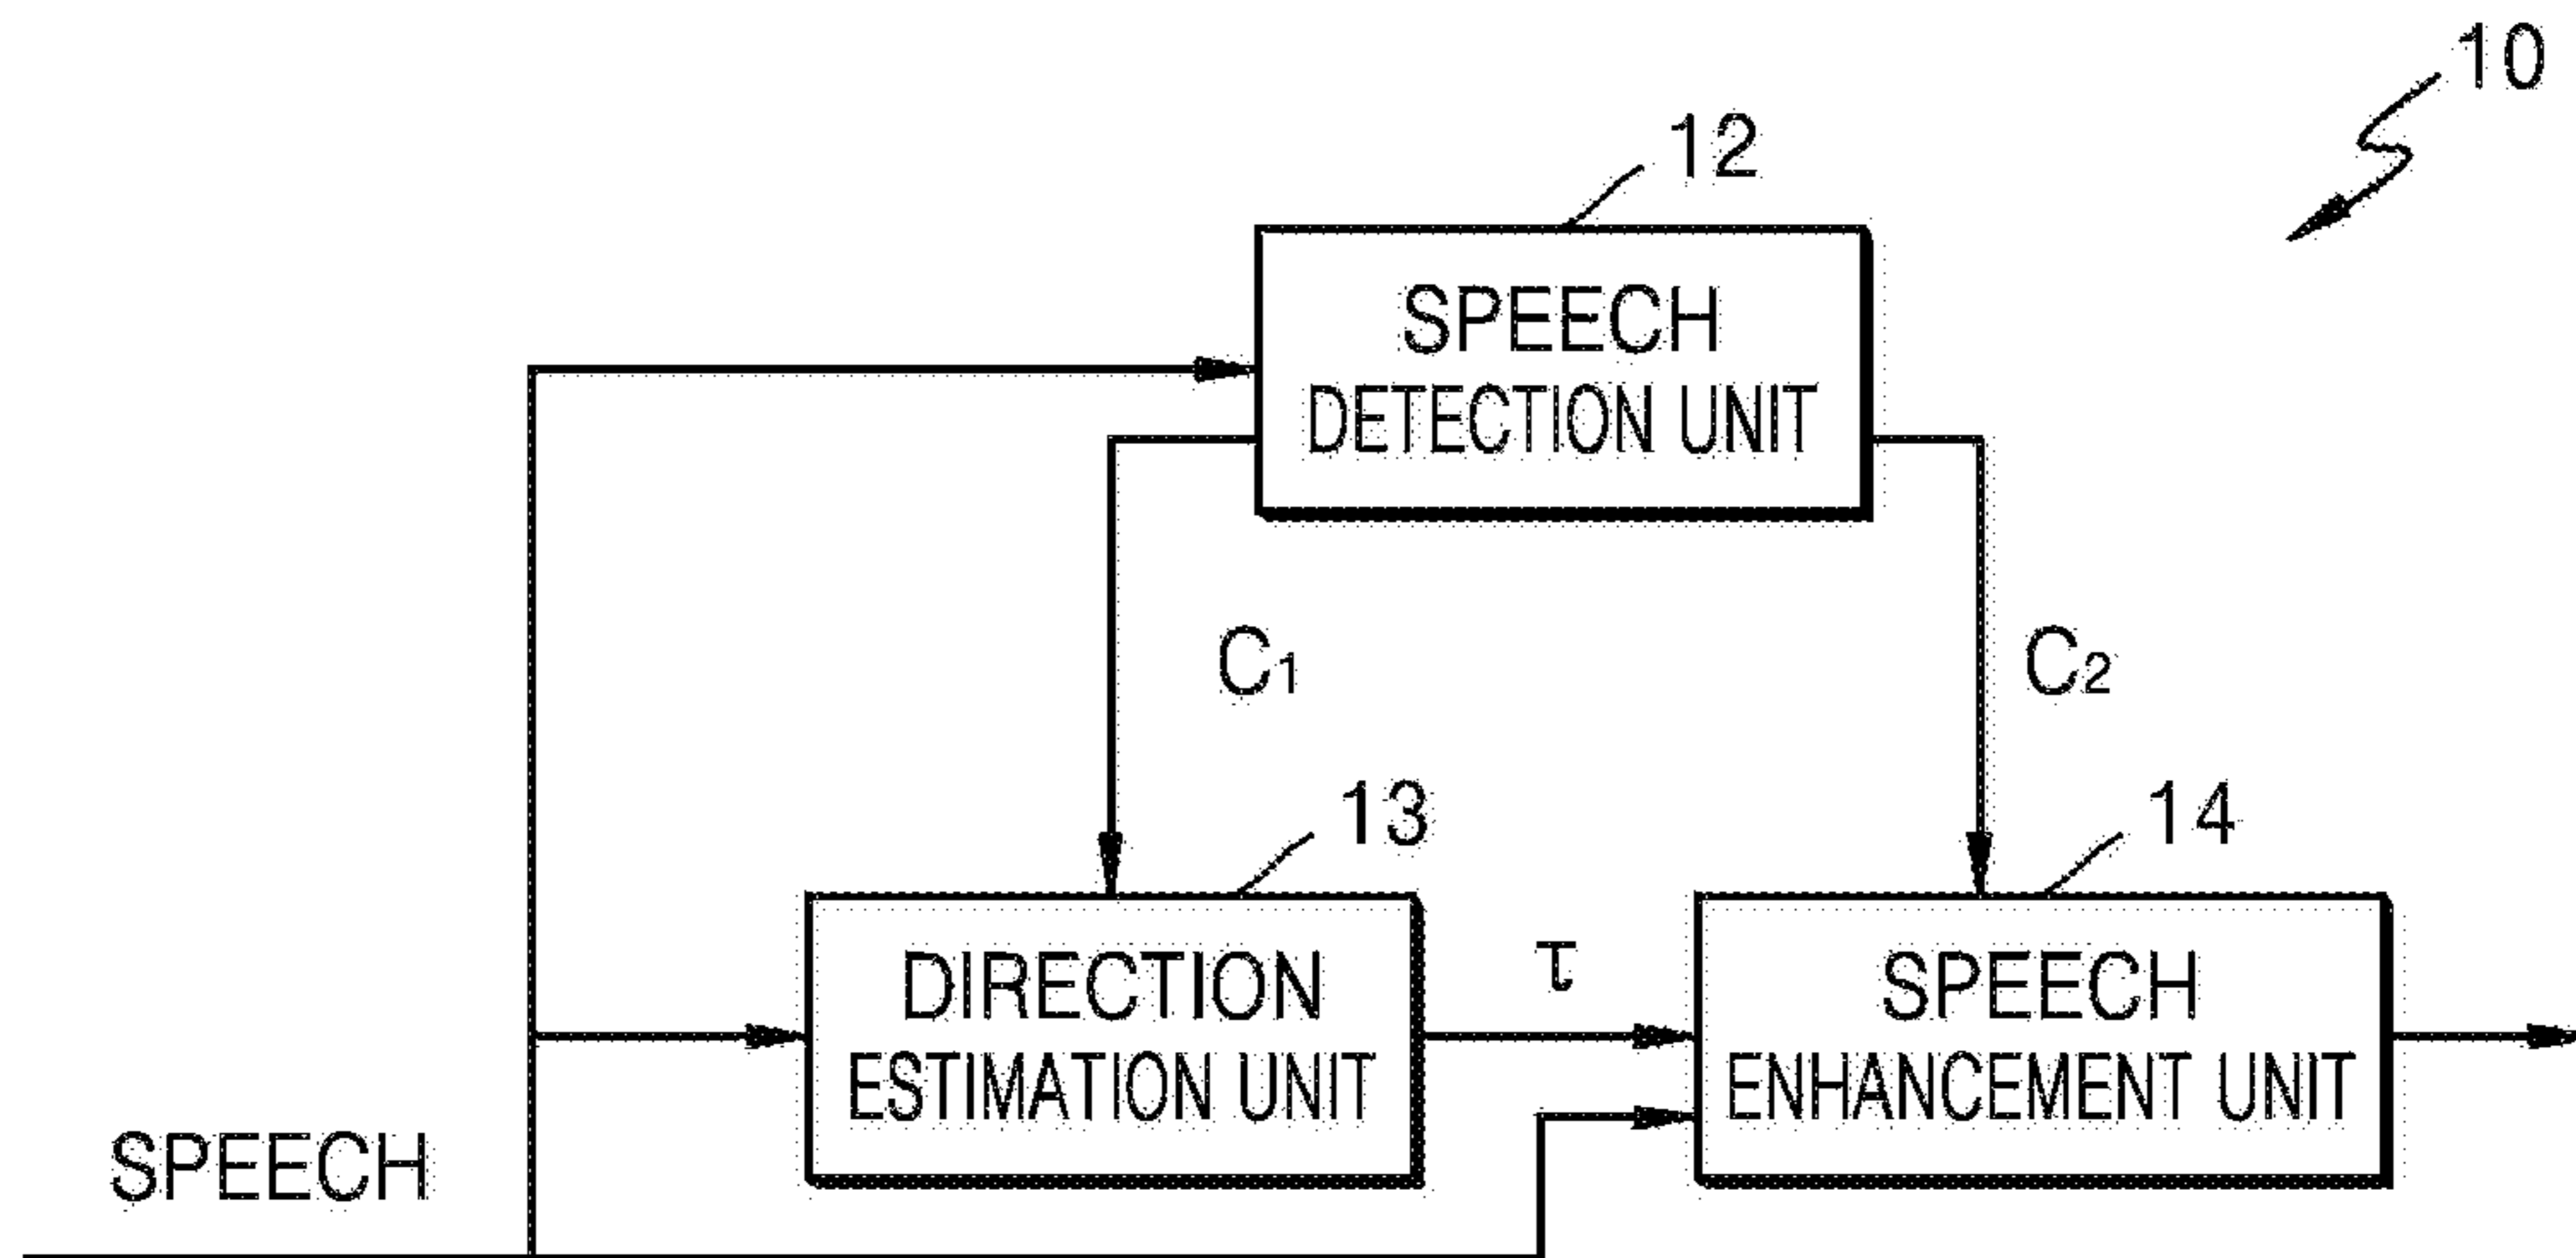 10
12
SPEECH
DETECTION UNIT
C₁
C₂
13
14
DIRECTION
ESTIMATION UNIT
τ
SPEECH
ENHANCEMENT UNIT
SPEECH